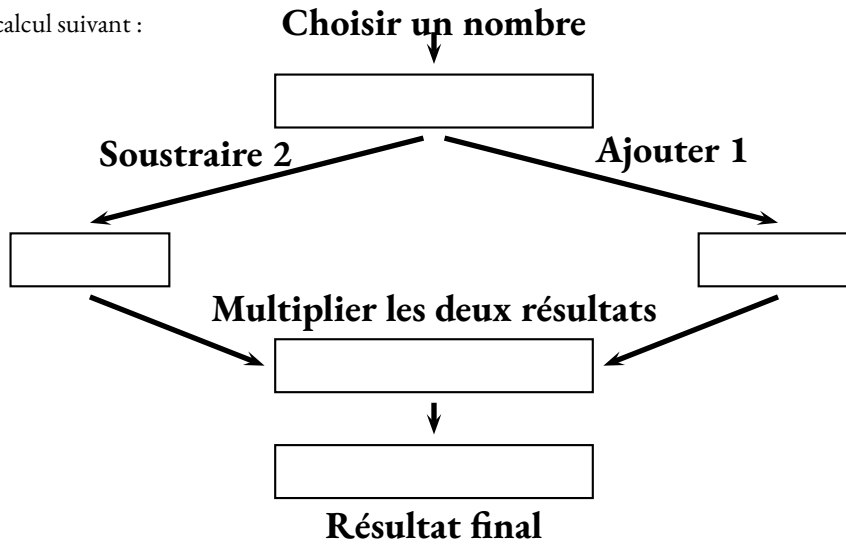 calcul suivant :
Choisir un nombre
Soustraire 2
Ajouter 1
Multiplier les deux résultats
Résultat final